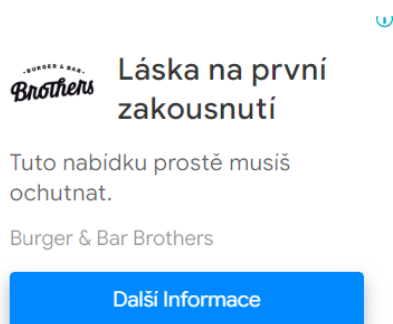 ·BURGER & BAR·
Brothers
Láska na první
zakousnutí
Tuto nabídku prostě musíš
ochutnat.
Burger & Bar Brothers
Další Informace